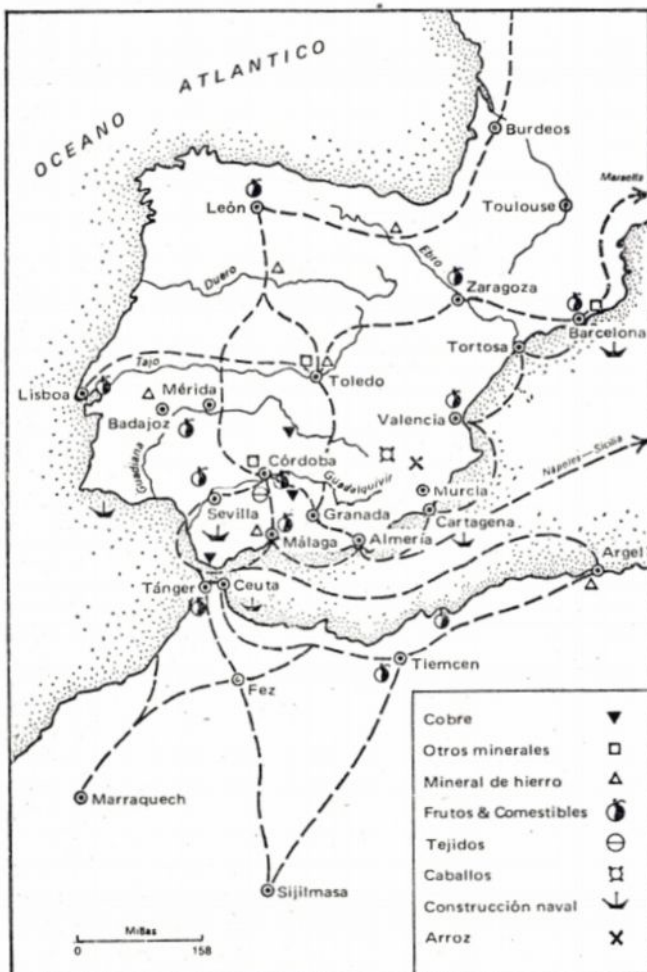 OCEANO ATLANTICO
Burdeos
Marsella
León
Toulouse
Ebro
Duero
Zaragoza
Barcelona
Tortosa
Tajo
Toledo
Lisboa
Mérida
Badajoz
Valencia
Guadiana
Córdoba
Guadalquivir
Nápoles—Sicilia
Murcia
Sevilla
Granada
Cartagena
Málaga
Almería
Argel
Tánger
Ceuta
Tiemcen
Fez
Marraquech
Sijilmasa
Cobre
Otros minerales
Mineral de hierro
Frutos & Comestibles
Tejidos
Caballos
Construcción naval
Arroz
Millas
0 158